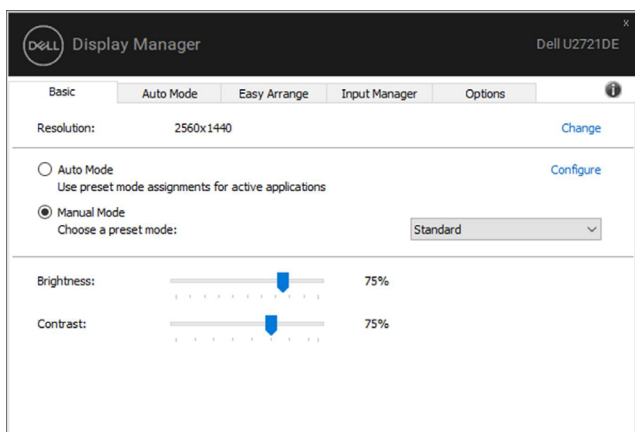 x
DELL Display Manager Dell U2721DE
Basic Auto Mode Easy Arrange Input Manager Options i
Resolution: 2560x1440 Change
Auto Mode Configure
Use preset mode assignments for active applications
Manual Mode
Choose a preset mode: Standard
Brightness: 75%
Contrast: 75%